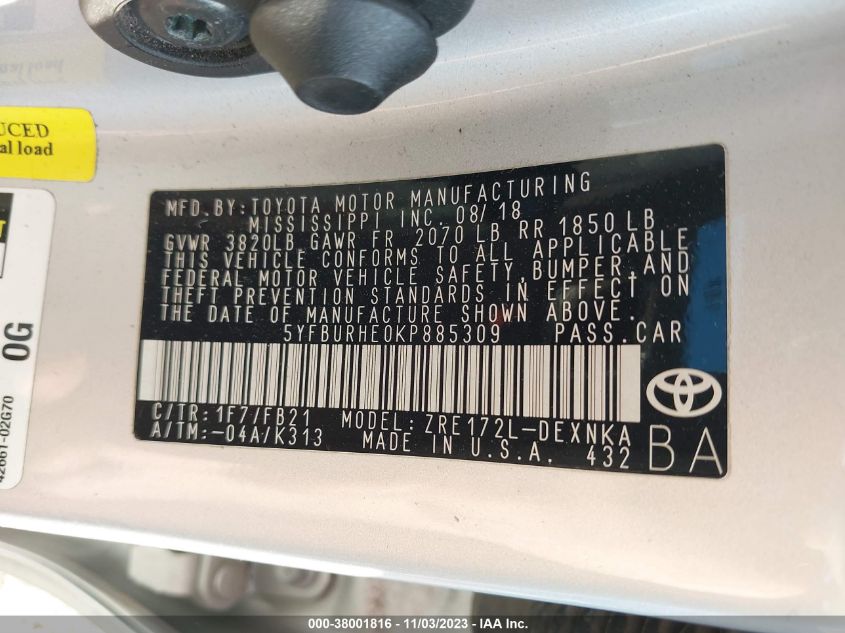 UCED
al load
0G
42661-02G70
MFD.BY:TOYOTA MOTOR MANUFACTURING
MISSISSIPPI INC. 08/18
GVWR 3820LB GAWR FR 2070 LB RR 1850 LB
THIS VEHICLE CONFORMS TO ALL APPLICABLE
FEDERAL MOTOR VEHICLE SAFETY, BUMPER, AND
THEFT PREVENTION STANDARDS IN EFFECT ON
THE DATE OF MANUFACTURE SHOWN ABOVE.
5YFBURHE0KP885309 PASS.CAR
C/TR:1F7/FB21 MODEL:ZRE172L-DEXNKA
A/TM:-04A/K313 MADE IN U.S.A. 432 BA
000-38001816 - 11/03/2023 - IAA Inc.